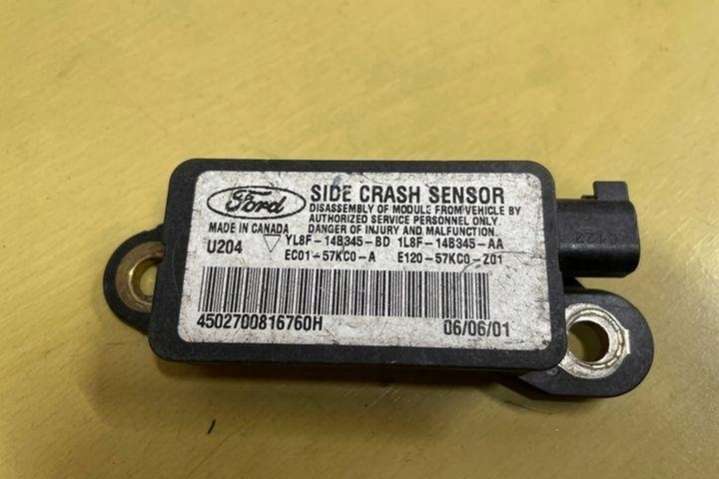 Ford
SIDE CRASH SENSOR
DISASSEMBLY OF MODULE FROM VEHICLE BY
AUTHORIZED SERVICE PERSONNEL ONLY.
DANGER OF INJURY AND MALFUNCTION.
MADE IN CANADA
U204
YL8F-14B345-BD 1L8F-14B345-AA
EC01-57KC0-A E120-57KC0-Z01
4502700816760H
06/06/01